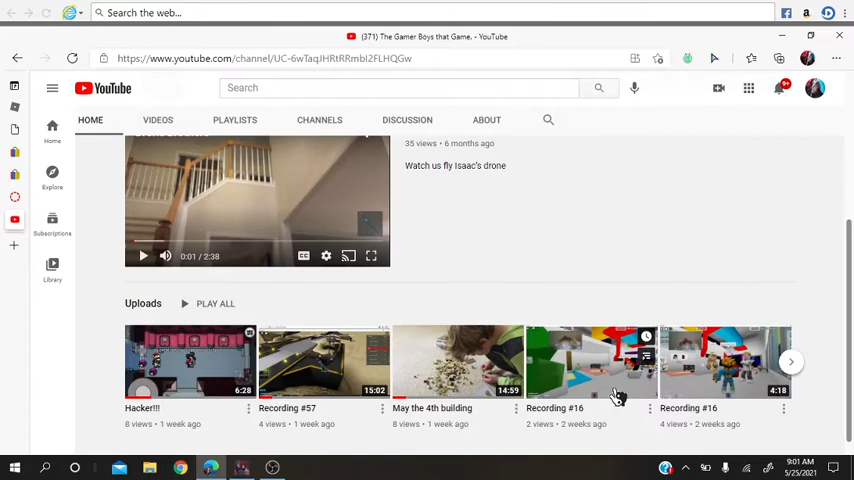 Search the web...
(371) The Gamer Boys that Game. - YouTube
https://www.youtube.com/channel/UC-6wTaqJHRtRRmbI2FLHQGw
YouTube
Search
9+
HOME VIDEOS PLAYLISTS CHANNELS DISCUSSION ABOUT
Home
Explore
Subscriptions
Library
35 views • 6 months ago
Watch us fly Isaac's drone
0:01 / 2:38
CC
Uploads PLAY ALL
6:28 15:02 14:59 4:18
Hacker!!! Recording #57 May the 4th building Recording #16 Recording #16
8 views • 1 week ago 4 views • 1 week ago 8 views • 1 week ago 2 views • 2 weeks ago 4 views • 2 weeks ago
9:01 AM
5/25/2021